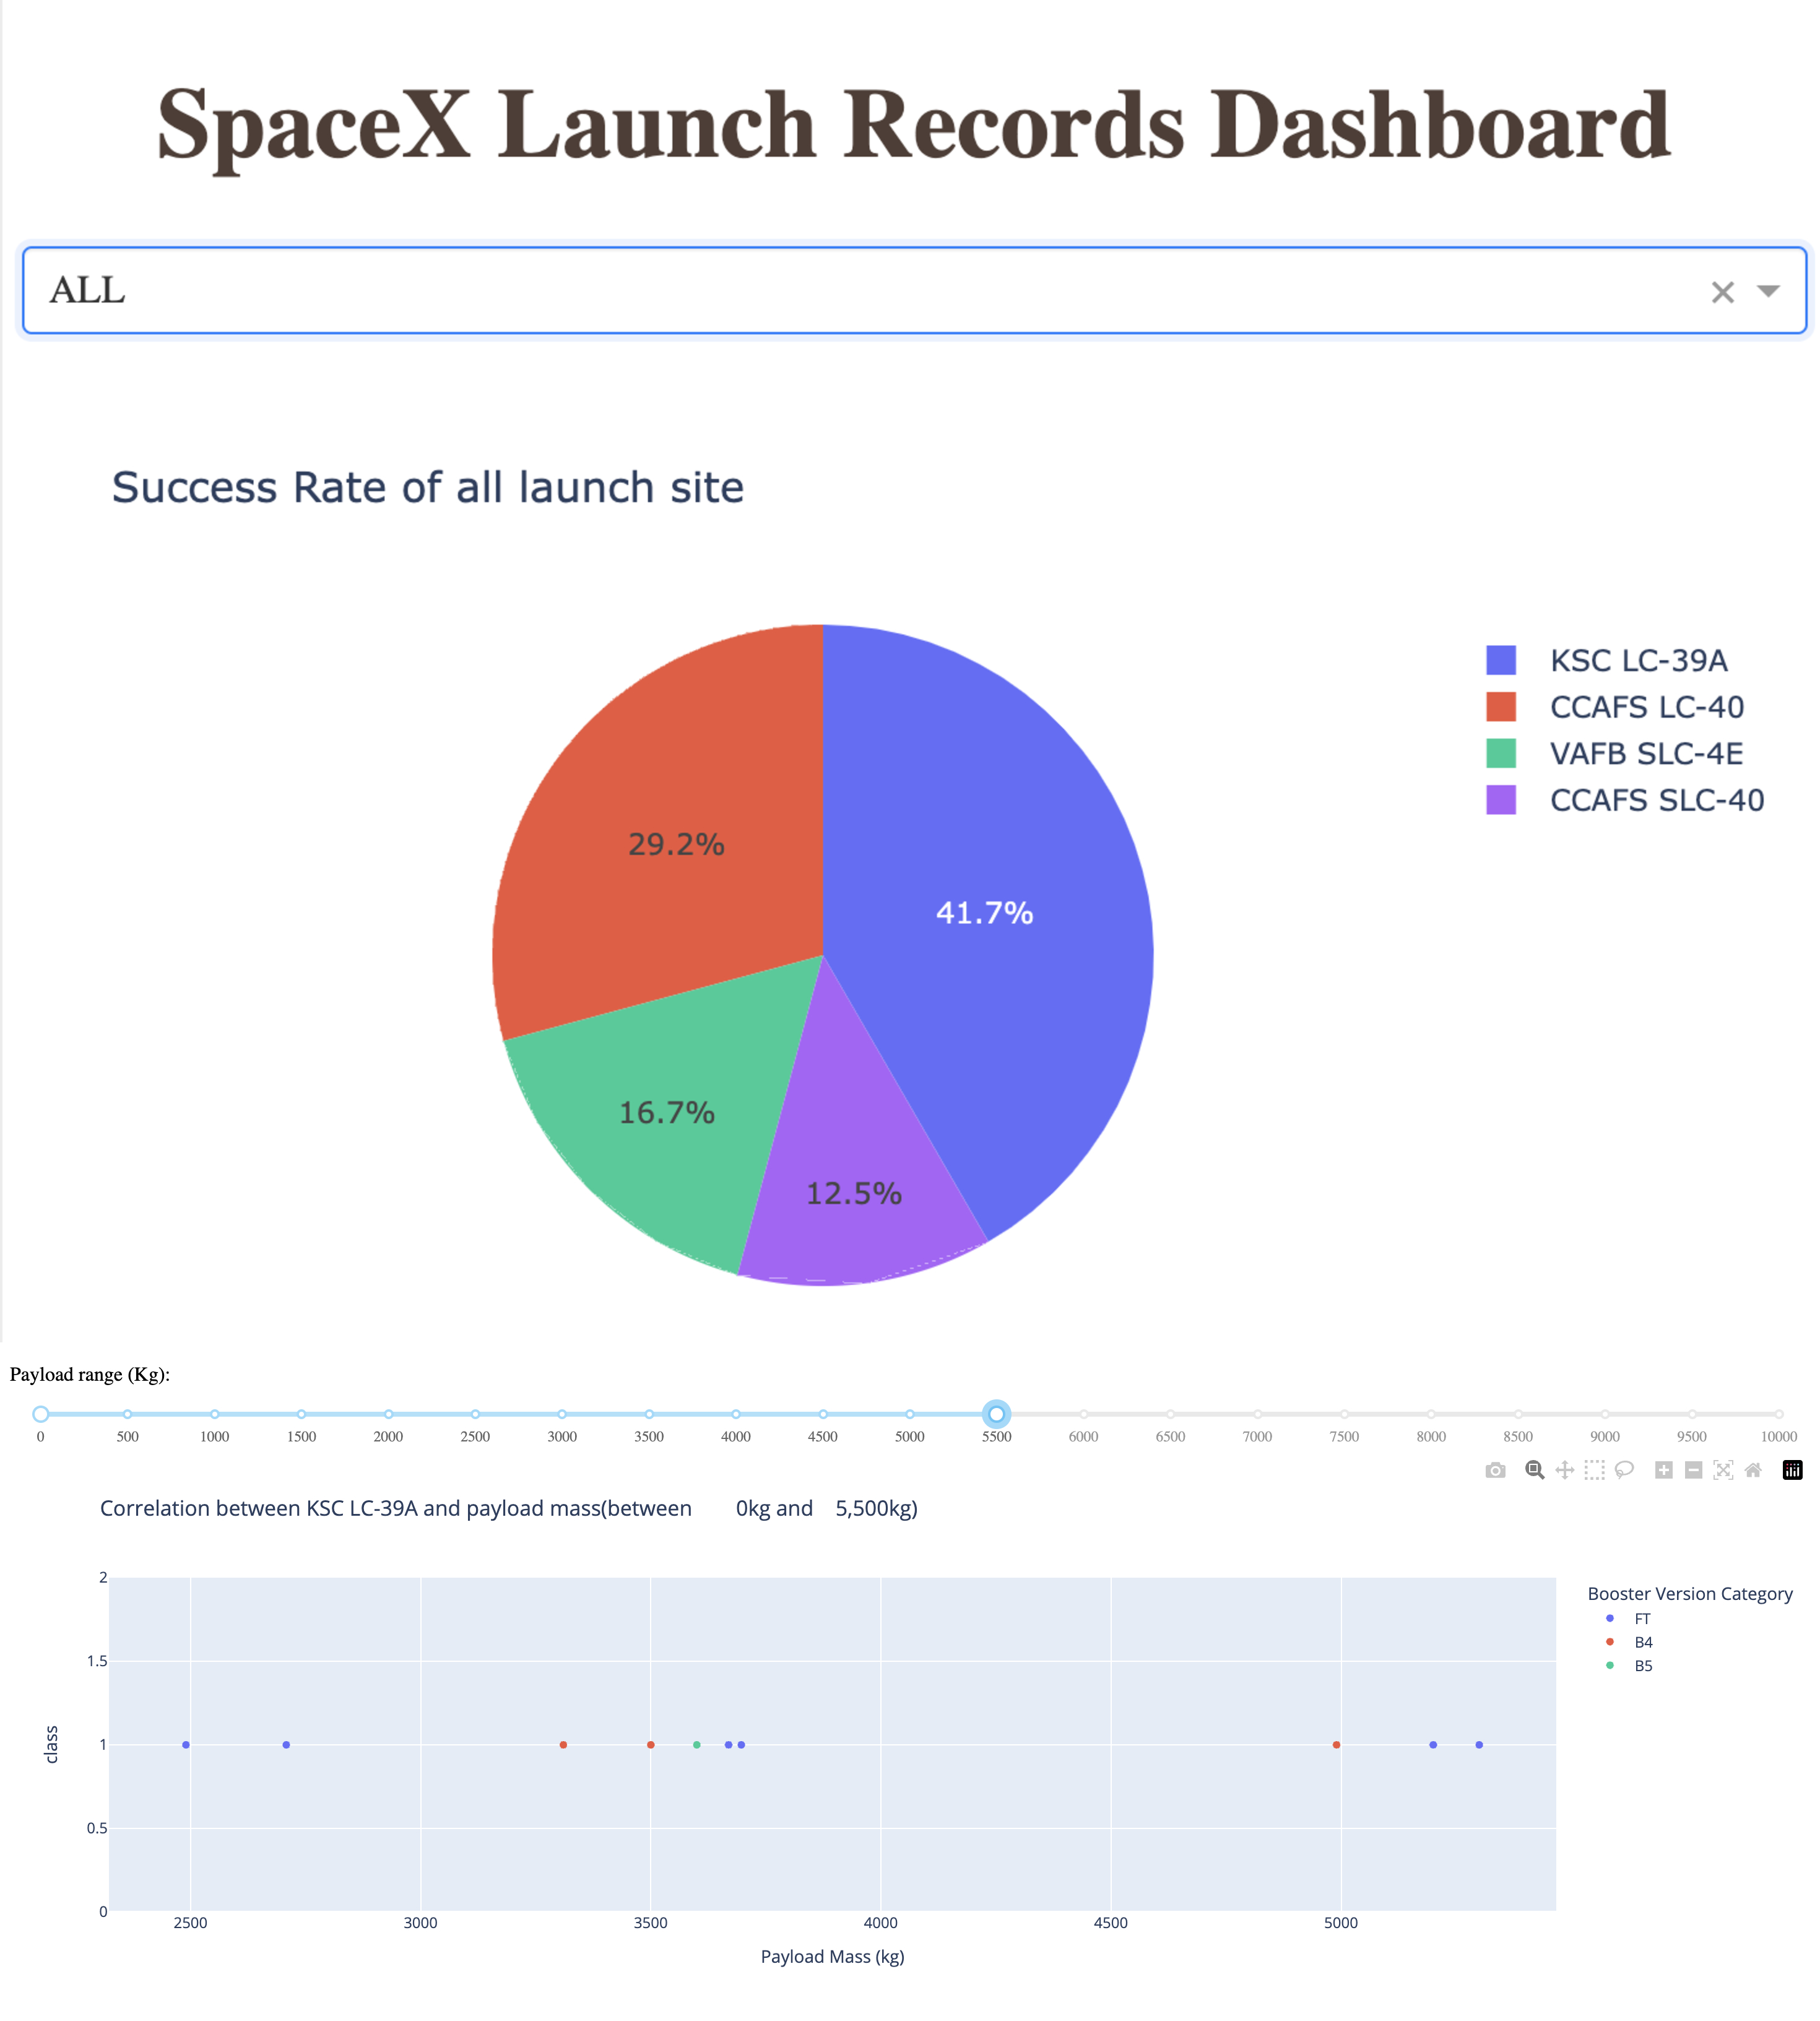 SpaceX Launch Records Dashboard
ALL
Success Rate of all launch site
KSC LC-39A
CCAFS LC-40
VAFB SLC-4E
CCAFS SLC-40
29.2%
41.7%
16.7%
12.5%
Payload range (Kg):
0 500 1000 1500 2000 2500 3000 3500 4000 4500 5000 5500 6000 6500 7000 7500 8000 8500 9000 9500 10000
Correlation between KSC LC-39A and payload mass(between 0kg and 5,500kg)
Booster Version Category
FT
B4
B5
2
1.5
1
0.5
0
class
2500 3000 3500 4000 4500 5000
Payload Mass (kg)